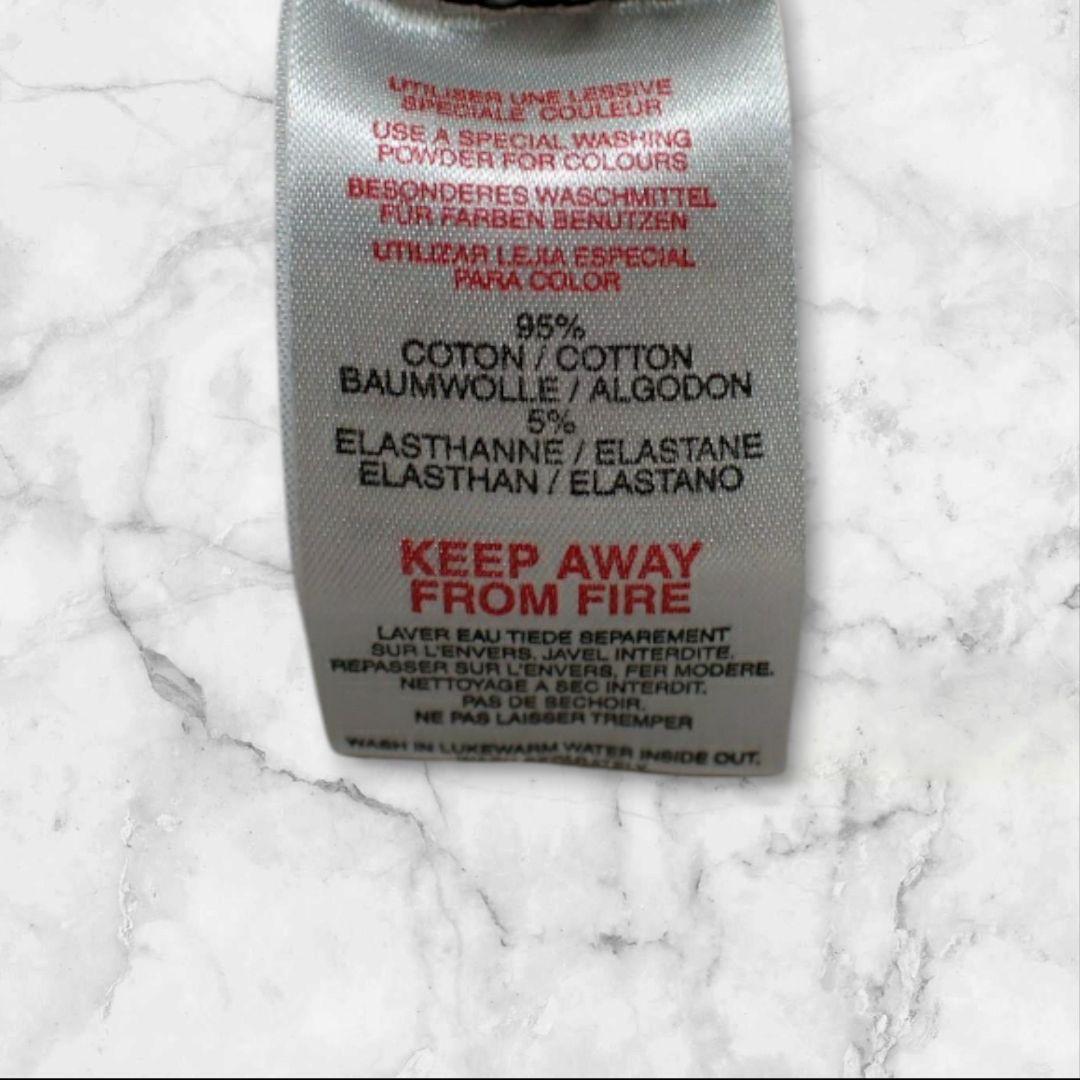 UTILISER UNE LESSIVE
SPECIALE COULEUR
USE A SPECIAL WASHING
POWDER FOR COLOURS
BESONDERES WASCHMITTEL
FUR FARBEN BENUTZEN
UTILIZAR LEJIA ESPECIAL
PARA COLOR
95%
COTON / COTTON
BAUMWOLLE / ALGODON
5%
ELASTHANNE / ELASTANE
ELASTHAN / ELASTANO
KEEP AWAY
FROM FIRE
LAVER EAU TIEDE SEPAREMENT
SUR L'ENVERS. JAVEL INTERDITE.
REPASSER SUR L'ENVERS, FER MODERE.
NETTOYAGE A SEC INTERDIT.
PAS DE SECHOIR.
NE PAS LAISSER TREMPER
WASH IN LUKEWARM WATER INSIDE OUT.